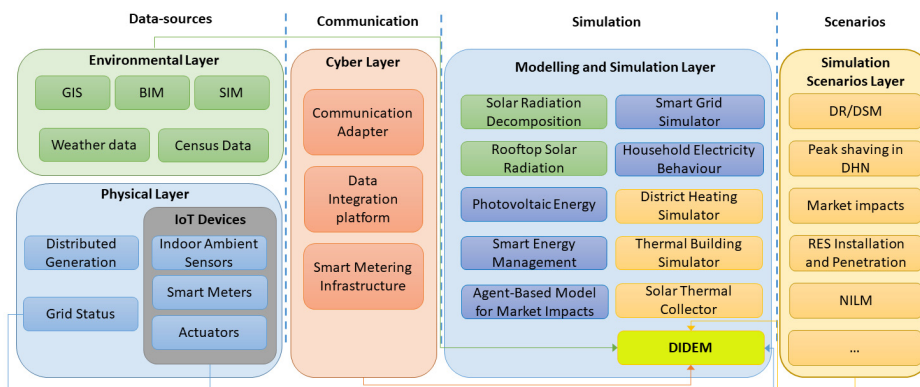 Data-sources
Communication
Simulation
Scenarios
Environmental Layer
GIS
BIM
SIM
Weather data
Census Data
Physical Layer
IoT Devices
Distributed
Generation
Grid Status
Indoor Ambient
Sensors
Smart Meters
Actuators
Cyber Layer
Communication
Adapter
Data
Integration
platform
Smart Metering
Infrastructure
Modelling and Simulation Layer
Solar Radiation
Decomposition
Smart Grid
Simulator
Rooftop Solar
Radiation
Household Electricity
Behaviour
Photovoltaic Energy
District Heating
Simulator
Smart Energy
Management
Thermal Building
Simulator
Agent-Based Model
for Market Impacts
Solar Thermal
Collector
DIDEM
Simulation
Scenarios Layer
DR/DSM
Peak shaving in
DHN
Market impacts
RES Installation
and Penetration
NILM
...